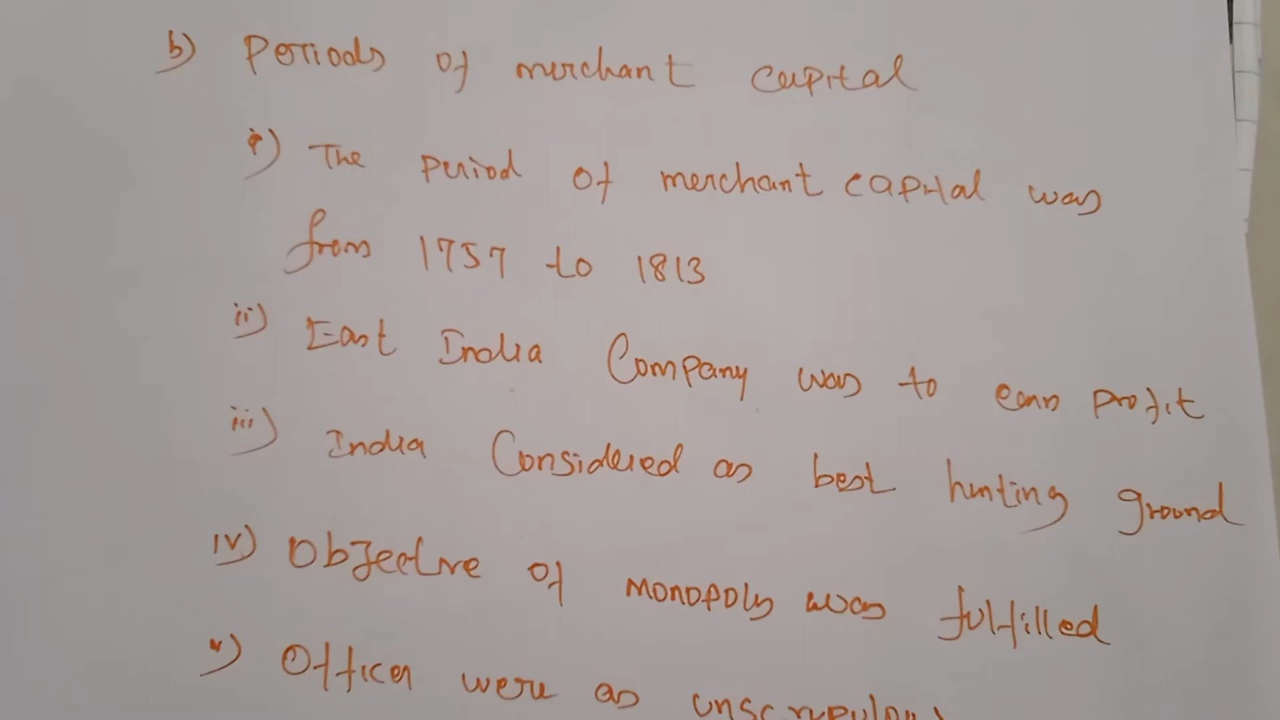 b) Periods of merchant capital
i) The period of merchant capital was
from 1757 to 1813
ii) East India Company was to earn profit
iii) India Considered as best hunting ground
iv) Objective of monopoly was fulfilled
v) Officer were as